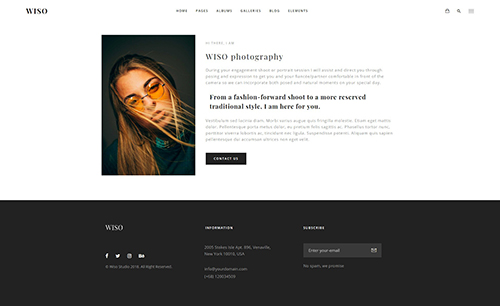 WISO
HOME PAGES ALBUMS GALLERIES BLOG ELEMENTS
HI THERE, I AM
WISO photography
During your engagement shoot or portrait session I will assist and direct you through
posing and expression to get you and your fiancee/partner comfortable in front of the
camera so we can incorporate both posed and natural moments on your special day.
From a fashion-forward shoot to a more reserved
traditional style, I am here for you.
Vestibulum sed lacinia diam. Morbi varius augue quis fringilla molestie. Etiam eget metus
dolor. Pellentesque porta metus dolor, eu pretium felis sagittis ac. Phasellus tortor nunc,
pulvinar viverra lobortis ac, tincidunt nec ligula. Suspendisse potenti. Aliquam quis sapien
pellentesque dui accumsan ultrices non eget velit.
CONTACT US
WISO
INFORMATION
SUBSCRIBE
2005 Stokes Isle Apt. 896, Venaville,
New York 10010, USA
Enter your email
© Wiso Studio 2018. All Right Reserved.
No spam, we promise
info@yourdomain.com
(+68) 120034509